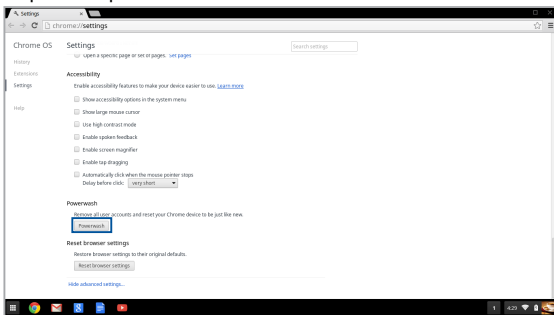 Settings
chrome://settings
Chrome OS
Settings
Search settings
History
Extensions
Settings
Help
Open a specific page or set of pages. Set pages
Accessibility
Enable accessibility features to make your device easier to use. Learn more
Show accessibility options in the system menu
Show large mouse cursor
Use high contrast mode
Enable spoken feedback
Enable screen magnifier
Enable tap dragging
Automatically click when the mouse pointer stops
Delay before click: very short
Powerwash
Remove all user accounts and reset your Chrome device to be just like new.
Powerwash
Reset browser settings
Restore browser settings to their original defaults.
Reset browser settings
Hide advanced settings...
1 4:29